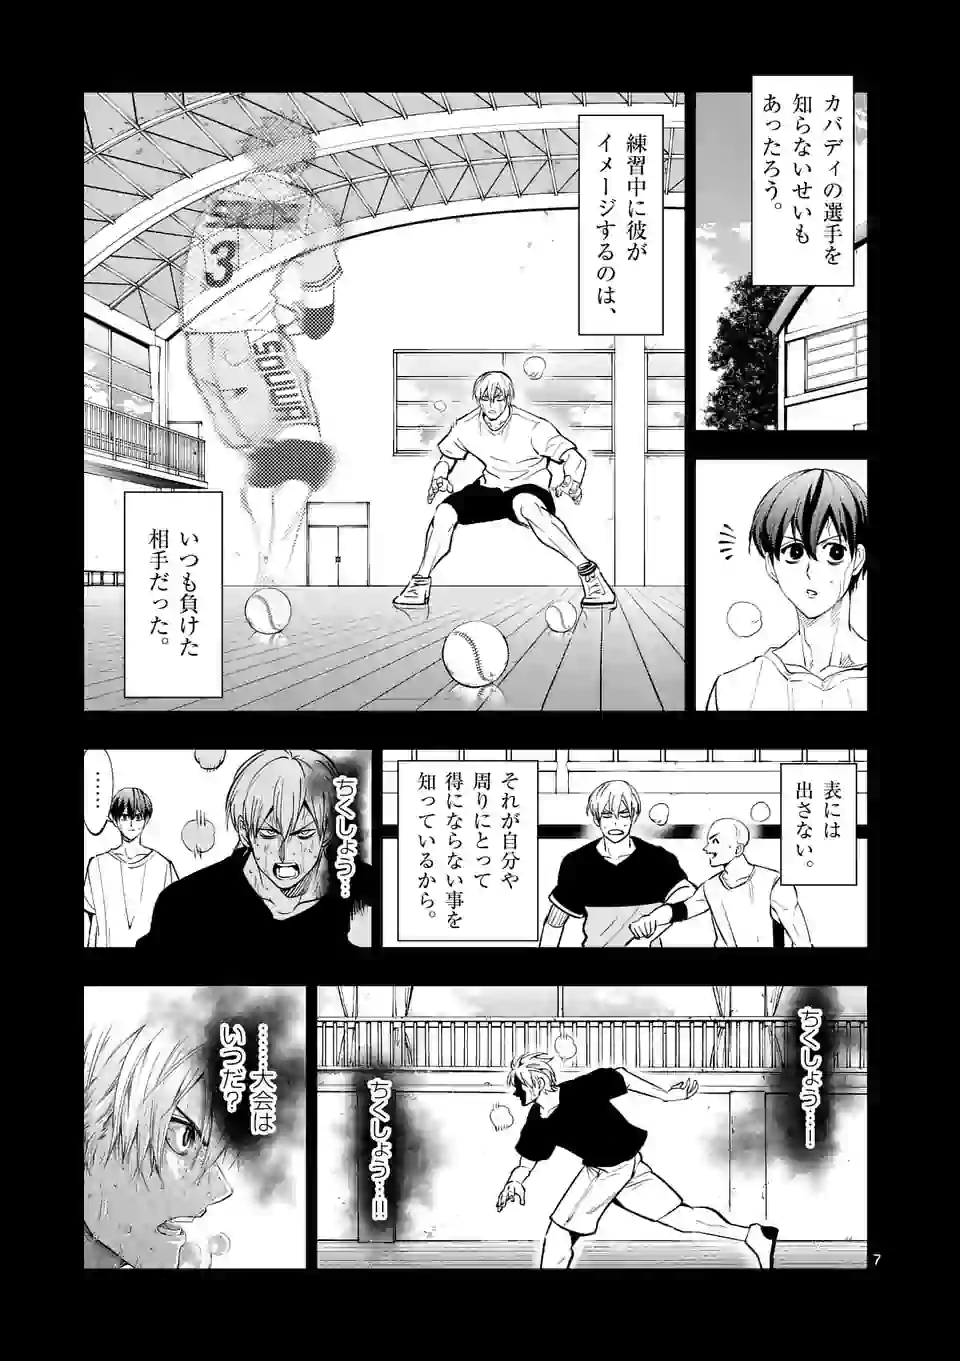 カバディの選手を
知らないせいも
あったろう。
練習中に彼が
イメージするのは、
3
いつも負けた
相手だった。
表には
出さない。
それが自分や
周りにとって
得にならない事を
知っているから。
ちくしょう…
……
ちくしょう…!
ちくしょう…!!
……大会は
いつだ?
7